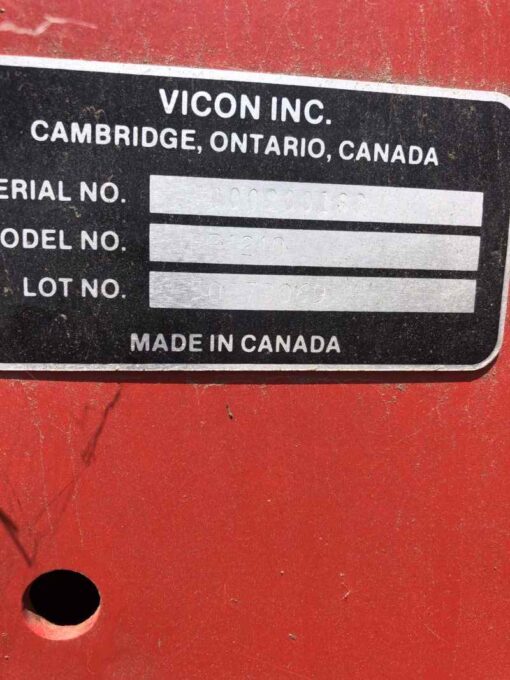 VICON INC.
CAMBRIDGE, ONTARIO, CANADA
ERIAL NO.
ODEL NO.
LOT NO.
MADE IN CANADA